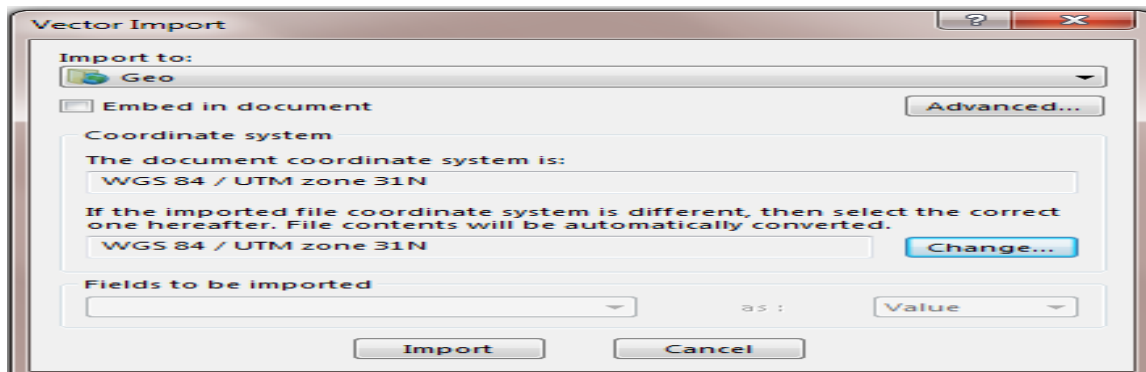 Vector Import
?
Import to:
Geo
Embed in document
Advanced...
Coordinate system
The document coordinate system is:
WGS 84 / UTM zone 31N
If the imported file coordinate system is different, then select the correct
one hereafter. File contents will be automatically converted.
WGS 84 / UTM zone 31N
Change...
Fields to be imported
as :
Value
Import
Cancel